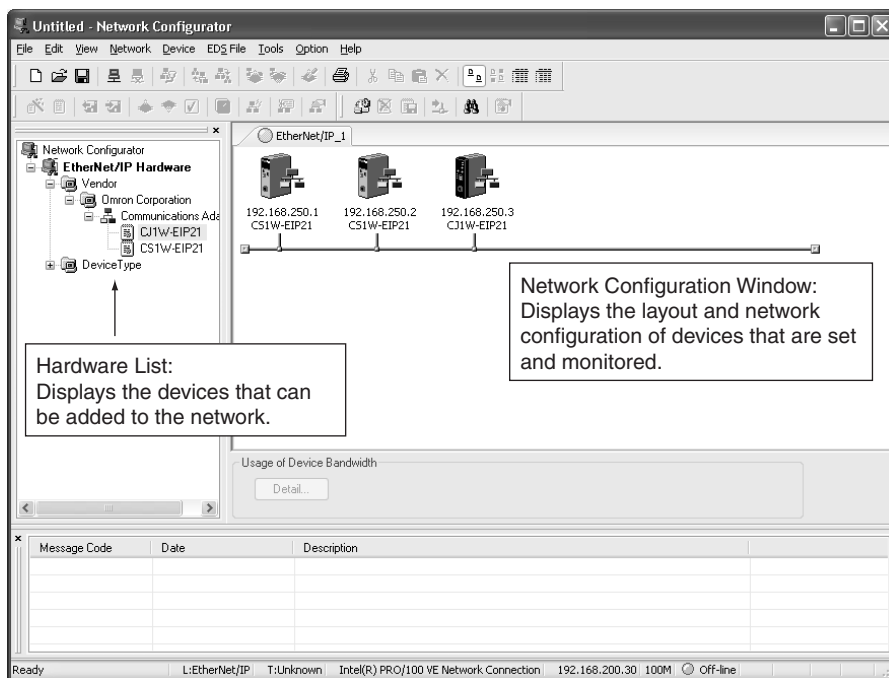 Untitled - Network Configurator
File Edit View Network Device EDS File Tools Option Help
EtherNet/IP_1
Network Configurator
EtherNet/IP Hardware
Vendor
Omron Corporation
Communications Ada
CJ1W-EIP21
CS1W-EIP21
DeviceType
192.168.250.1
CS1W-EIP21
192.168.250.2
CS1W-EIP21
192.168.250.3
CJ1W-EIP21
Network Configuration Window:
Displays the layout and network
configuration of devices that are set
and monitored.
Hardware List:
Displays the devices that can
be added to the network.
Usage of Device Bandwidth
Detail...
Message Code Date Description
Ready L:EtherNet/IP T:Unknown Intel(R) PRO/100 VE Network Connection 192.168.200.30 100M Off-line